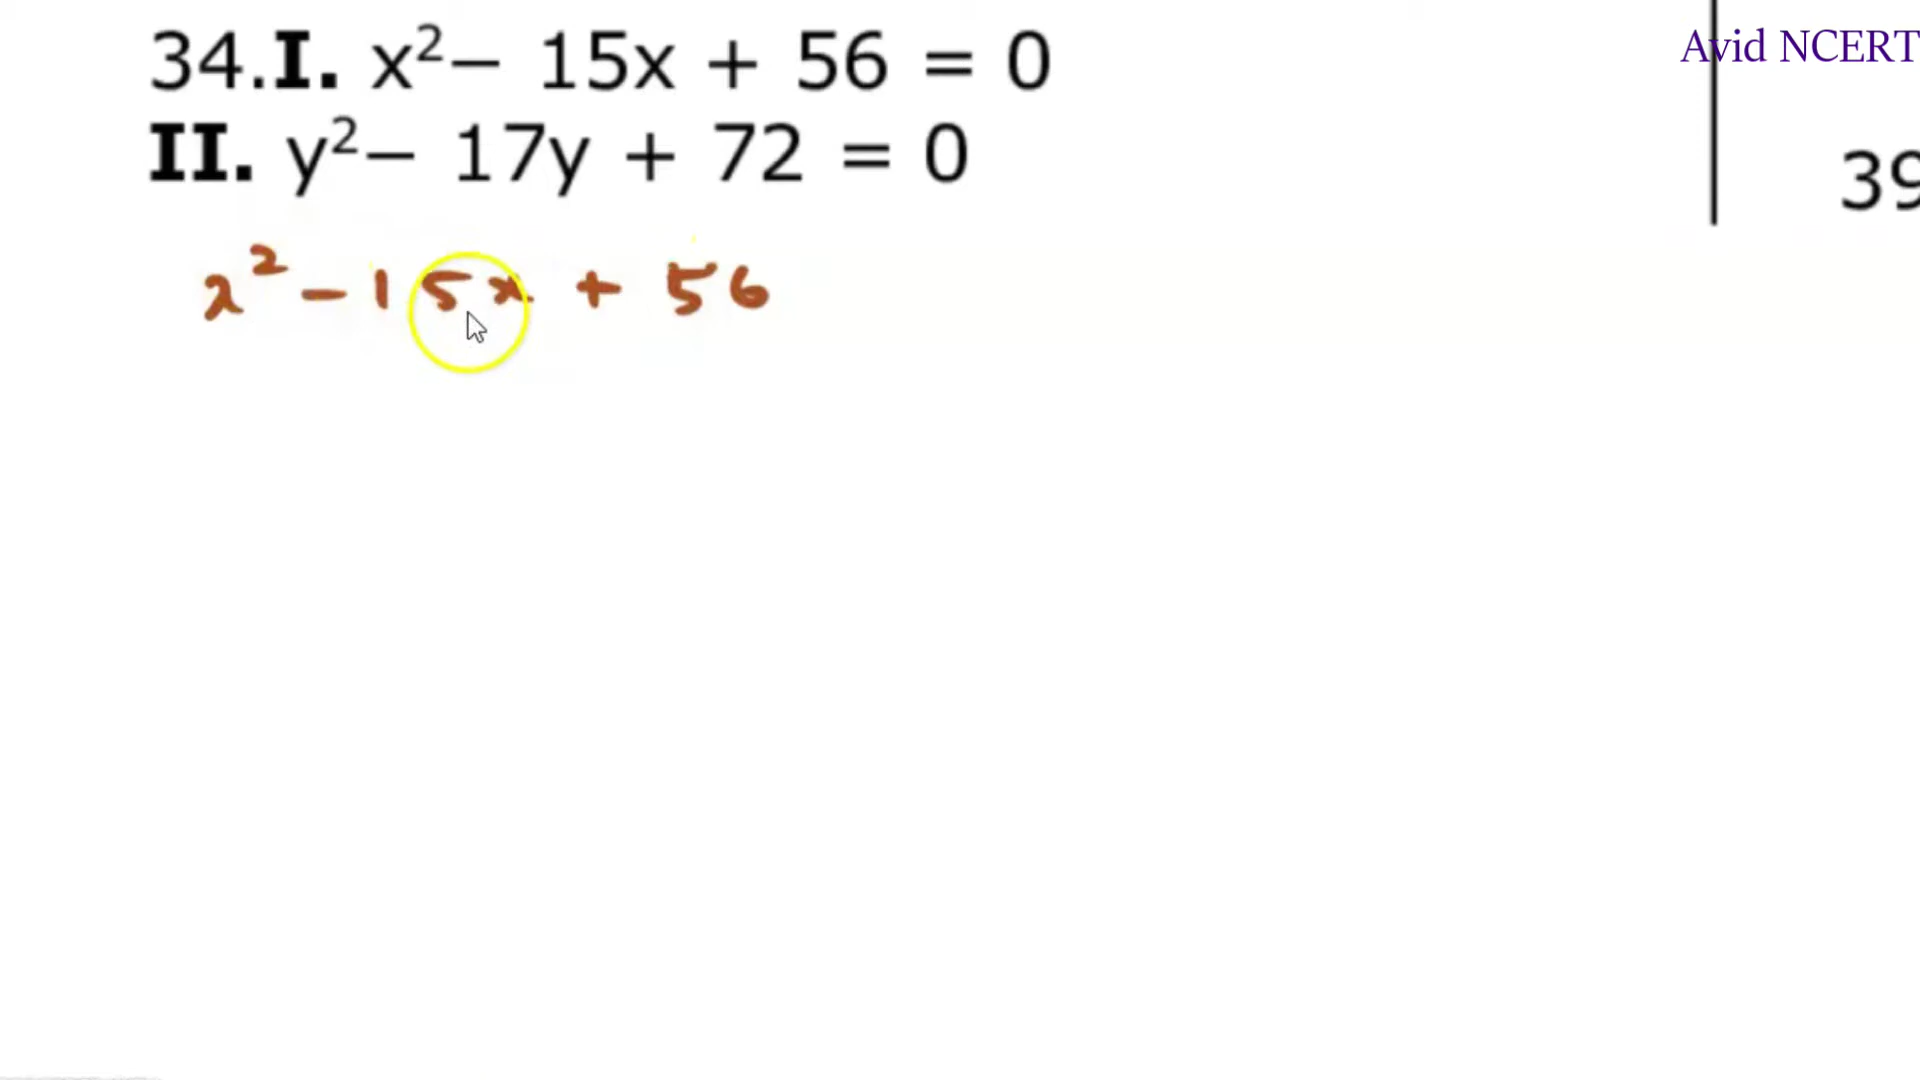 34.I. x²− 15x + 56 = 0
II. y²− 17y + 72 = 0
x² − 15x + 56
Avid NCERT
39